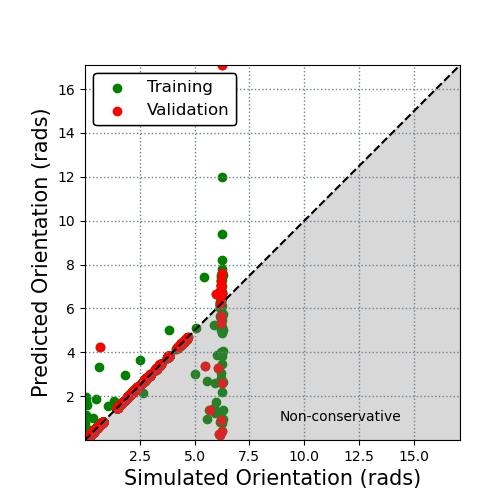 Training
Validation
16
14
12
10
8
6
4
2
Predicted Orientation (rads)
Non-conservative
2.5 5.0 7.5 10.0 12.5 15.0
Simulated Orientation (rads)